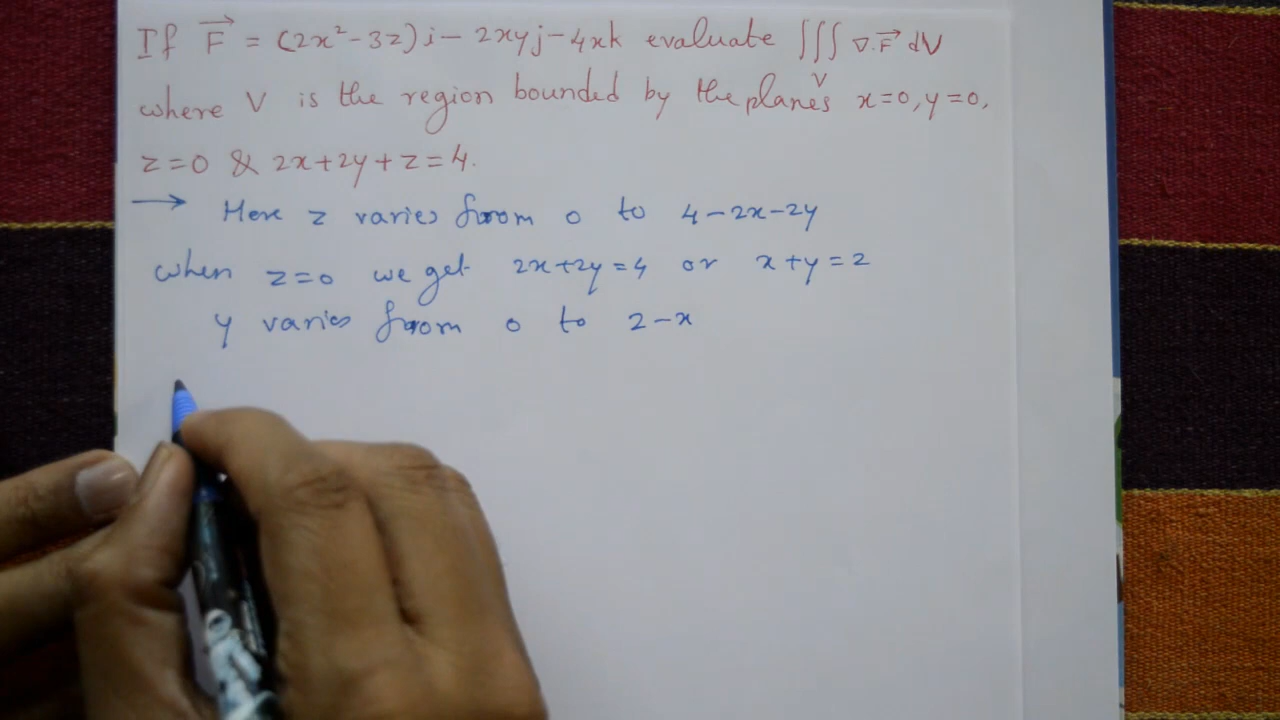 If F⃗ = (2x²-3z)i - 2xyj - 4xk evaluate ∭ ∇.F⃗ dV
V
where V is the region bounded by the planes x=0, y=0,
z=0 & 2x+2y+z=4.
→ Here z varies from 0 to 4-2x-2y
when z=0 we get 2x+2y=4 or x+y=2
y varies from 0 to 2-x